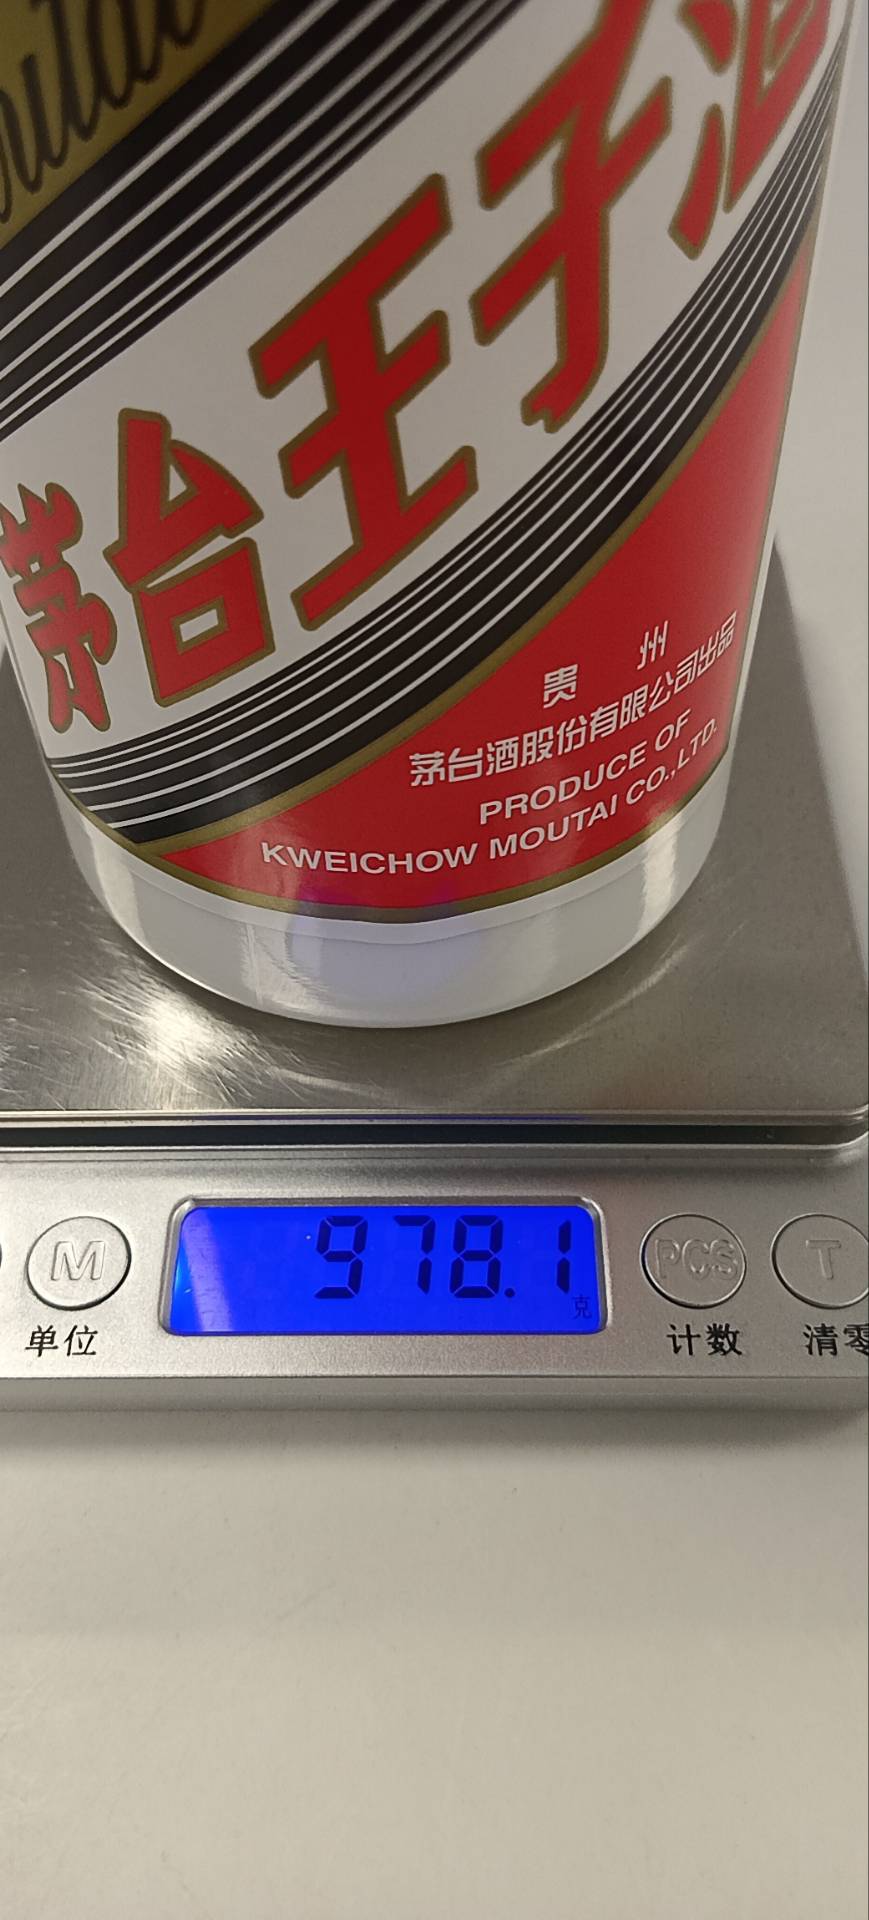 茅台王子酒
贵州
茅台酒股份有限公司出品
PRODUCE OF
KWEICHOW MOUTAI CO.,LTD.
978.1
克
M
PCS
T
单位
计数
清零